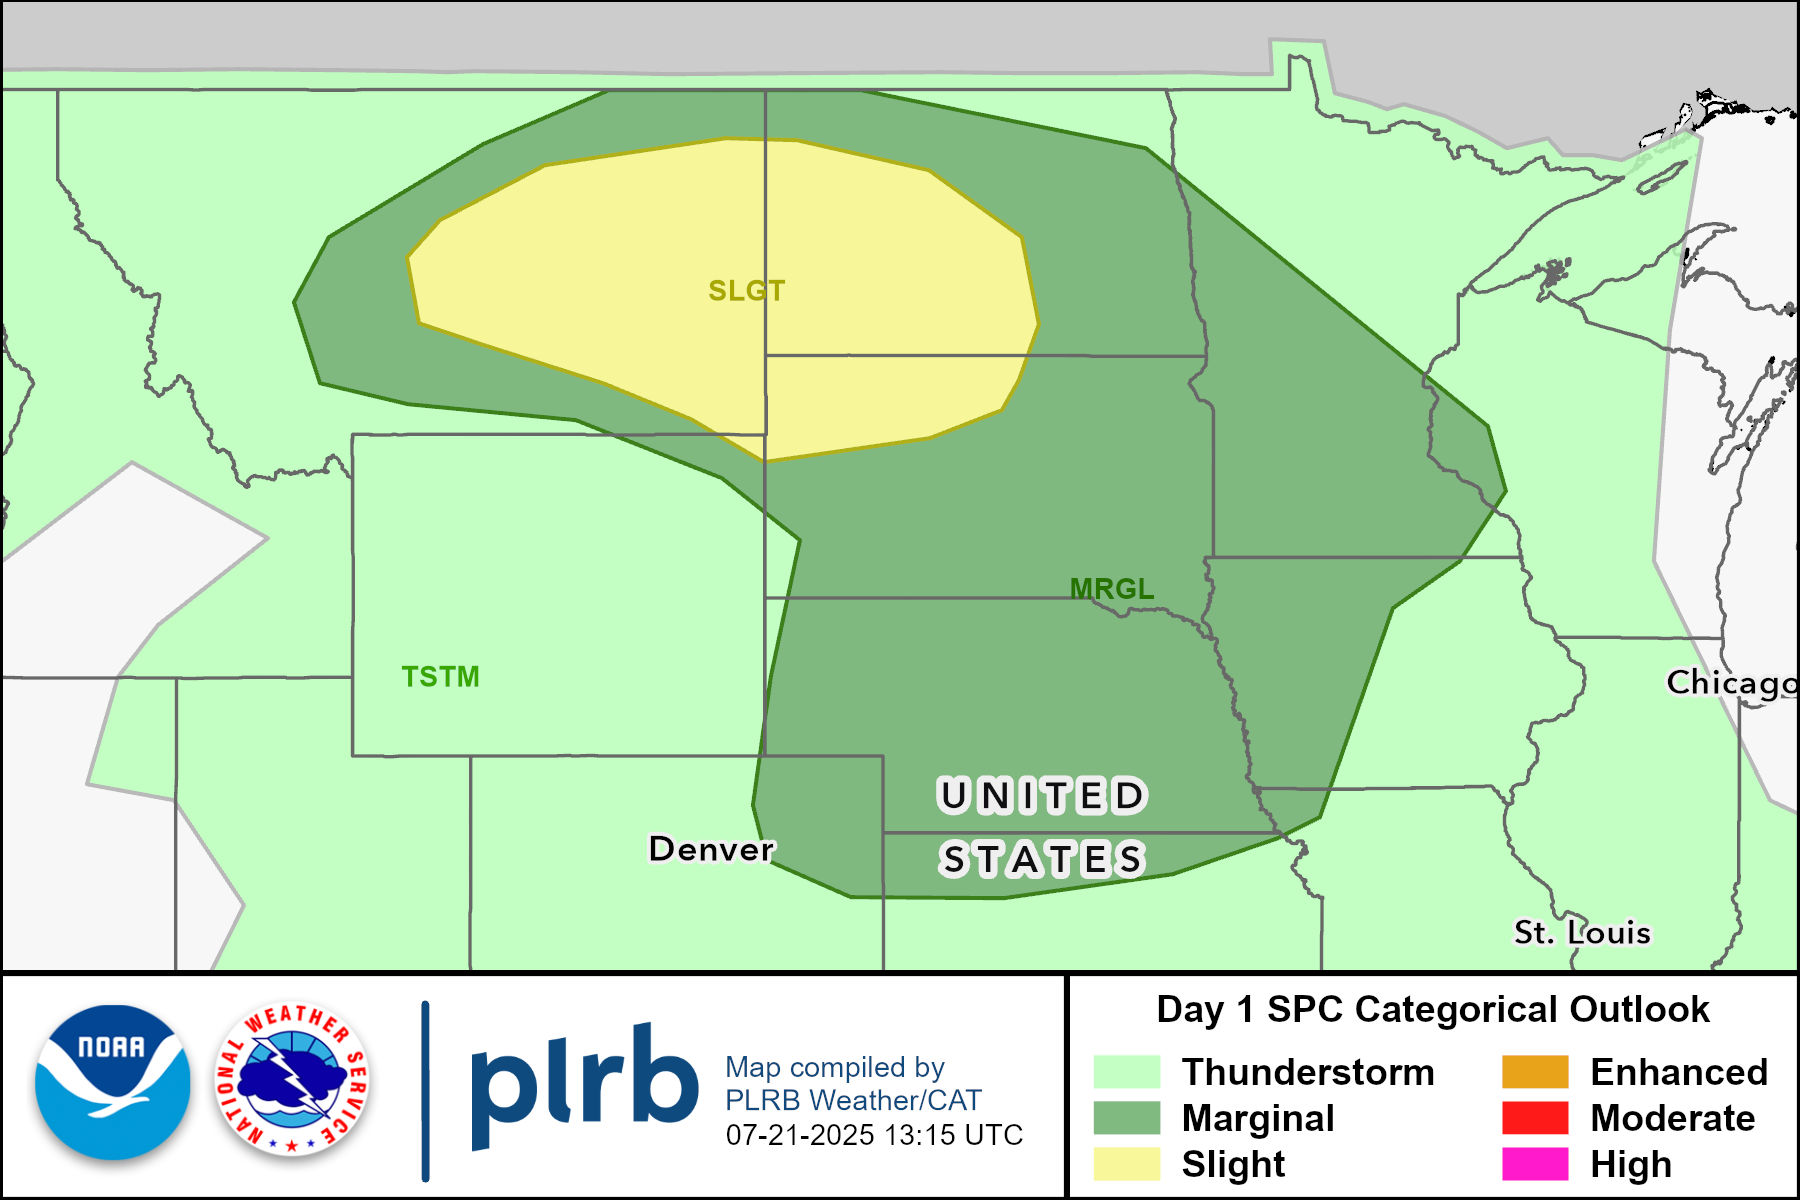 SLGT
MRGL
TSTM
Chicago
UNITED
STATES
Denver
St. Louis
NOAA
NATIONAL WEATHER SERVICE
plrb
Map compiled by
PLRB Weather/CAT
07-21-2025 13:15 UTC
Day 1 SPC Categorical Outlook
Thunderstorm
Enhanced
Marginal
Moderate
Slight
High